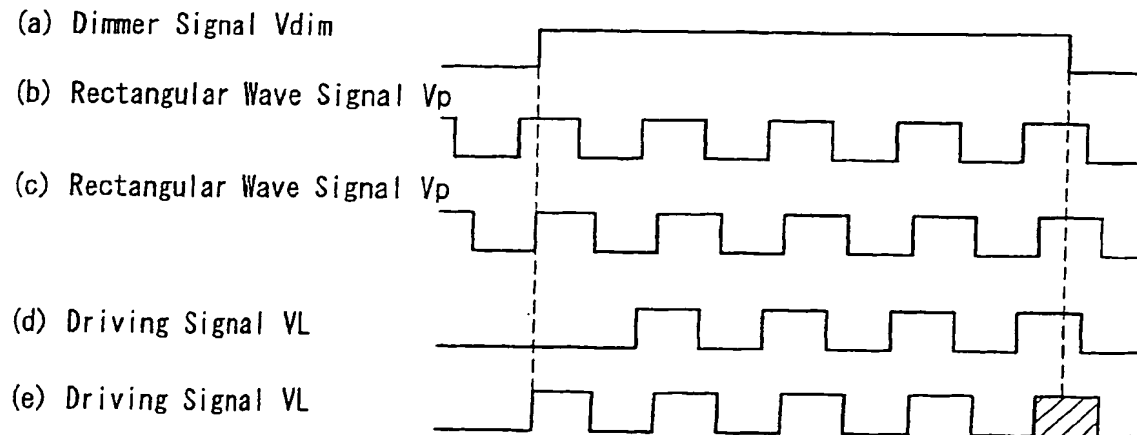 (a) Dimmer Signal Vdim
(b) Rectangular Wave Signal Vp
(c) Rectangular Wave Signal Vp
(d) Driving Signal VL
(e) Driving Signal VL